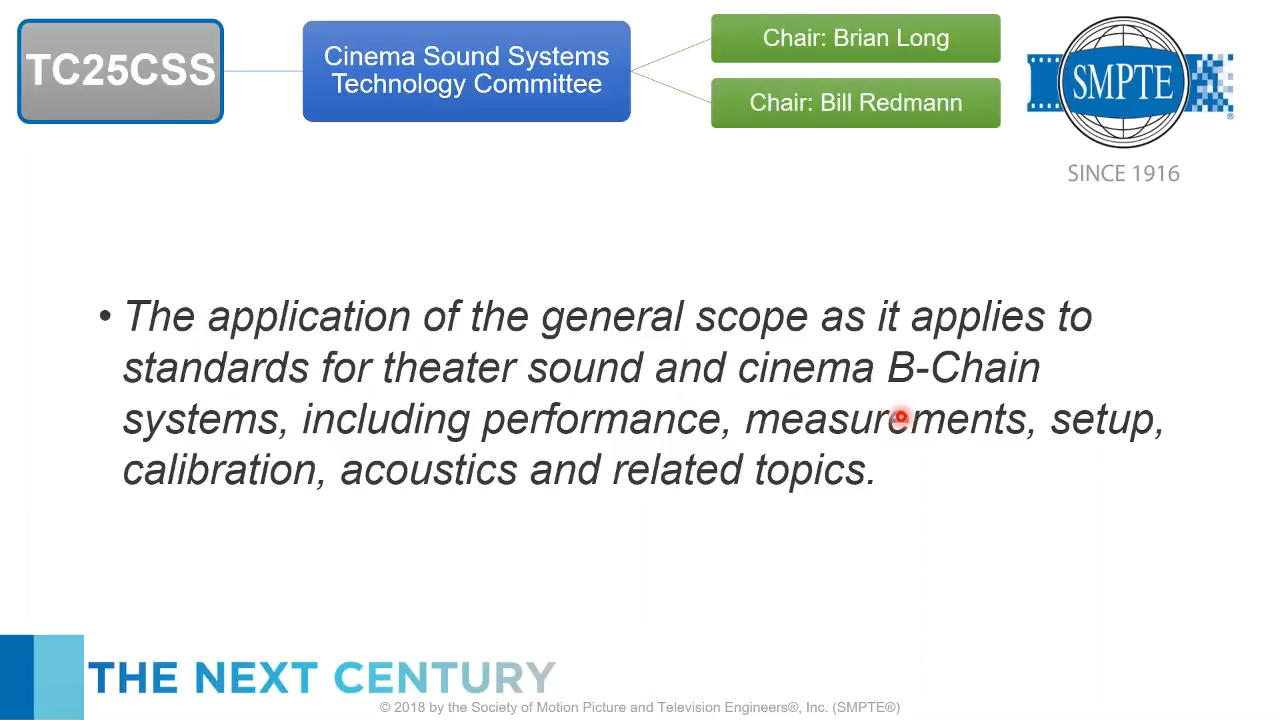 TC25CSS
Cinema Sound Systems
Technology Committee
Chair: Brian Long
Chair: Bill Redmann
SMPTE®
SINCE 1916
• The application of the general scope as it applies to
standards for theater sound and cinema B-Chain
systems, including performance, measurements, setup,
calibration, acoustics and related topics.
THE NEXT CENTURY
© 2018 by the Society of Motion Picture and Television Engineers®, Inc. (SMPTE®)